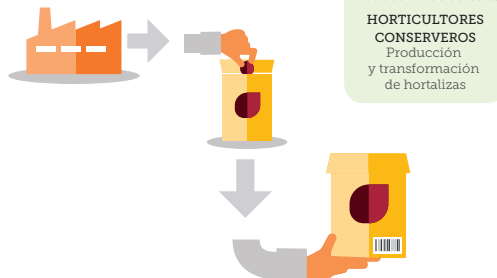 HORTICULTORES
CONSERVEROS
Producción
y transformación
de hortalizas